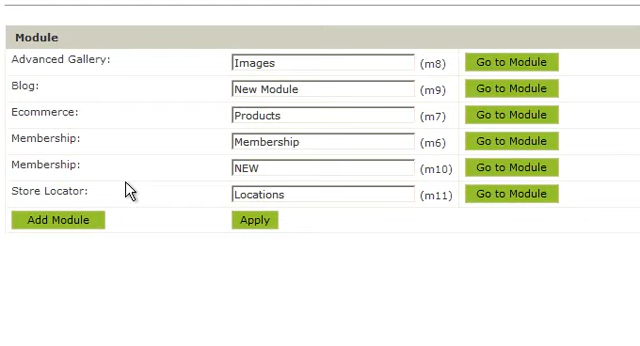 Module
Advanced Gallery: Images (m8) Go to Module
Blog: New Module (m9) Go to Module
Ecommerce: Products (m7) Go to Module
Membership: Membership (m6) Go to Module
Membership: NEW (m10) Go to Module
Store Locator: Locations (m11) Go to Module
Add Module Apply